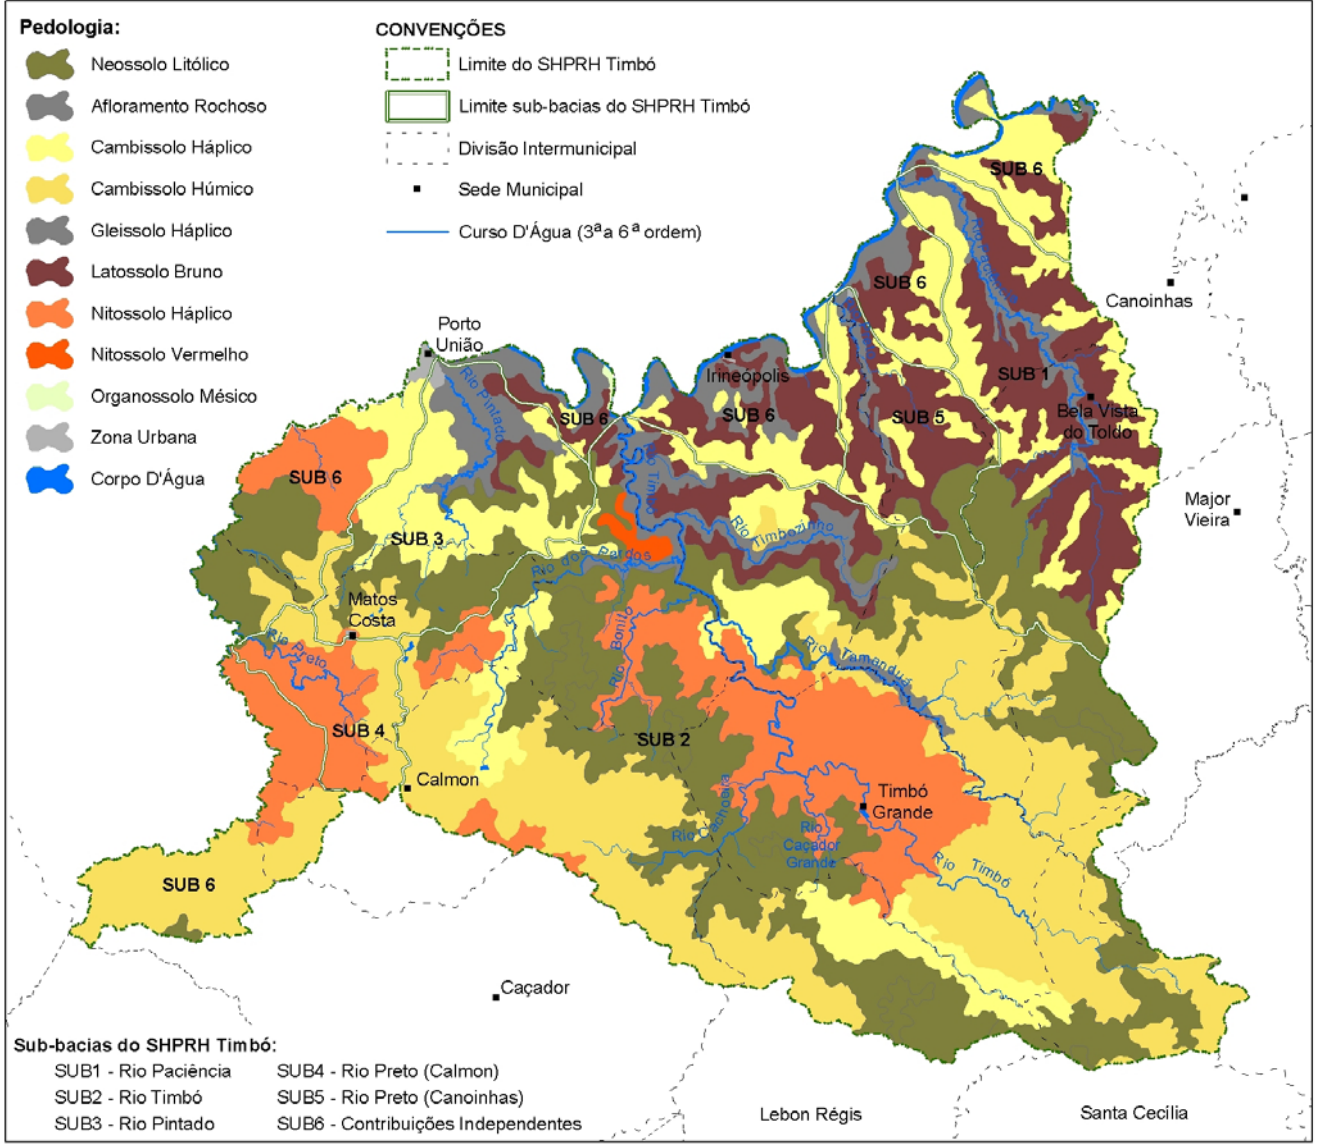 Pedologia:
Neossolo Litólico
Afloramento Rochoso
Cambissolo Háplico
Cambissolo Húmico
Gleissolo Háplico
Latossolo Bruno
Nitossolo Háplico
Nitossolo Vermelho
Organossolo Mésico
Zona Urbana
Corpo D'Água
CONVENÇÕES
Limite do SHPRH Timbó
Limite sub-bacias do SHPRH Timbó
Divisão Intermunicipal
Sede Municipal
Curso D'Água (3ª a 6ª ordem)
SUB 6
Rio Paciência
SUB 6
Canoinhas
Porto
União
Rio Pintado
Irineópolis
SUB 6
SUB 6
SUB 1
SUB 5
Bela Vista
do Toldo
SUB 6
Rio Timbó
Major
Vieira
SUB 3
Rio Timbozinho
Rio dos Pardos
Matos
Costa
Rio Preto
Rio Bonito
Rio Tamanduá
SUB 4
SUB 2
Calmon
Timbó
Grande
Rio Cachoeira
Rio
Caçador
Grande
Rio Timbó
SUB 6
Caçador
Lebon Régis
Santa Cecília
Sub-bacias do SHPRH Timbó:
SUB1 - Rio Paciência
SUB2 - Rio Timbó
SUB3 - Rio Pintado
SUB4 - Rio Preto (Calmon)
SUB5 - Rio Preto (Canoinhas)
SUB6 - Contribuições Independentes